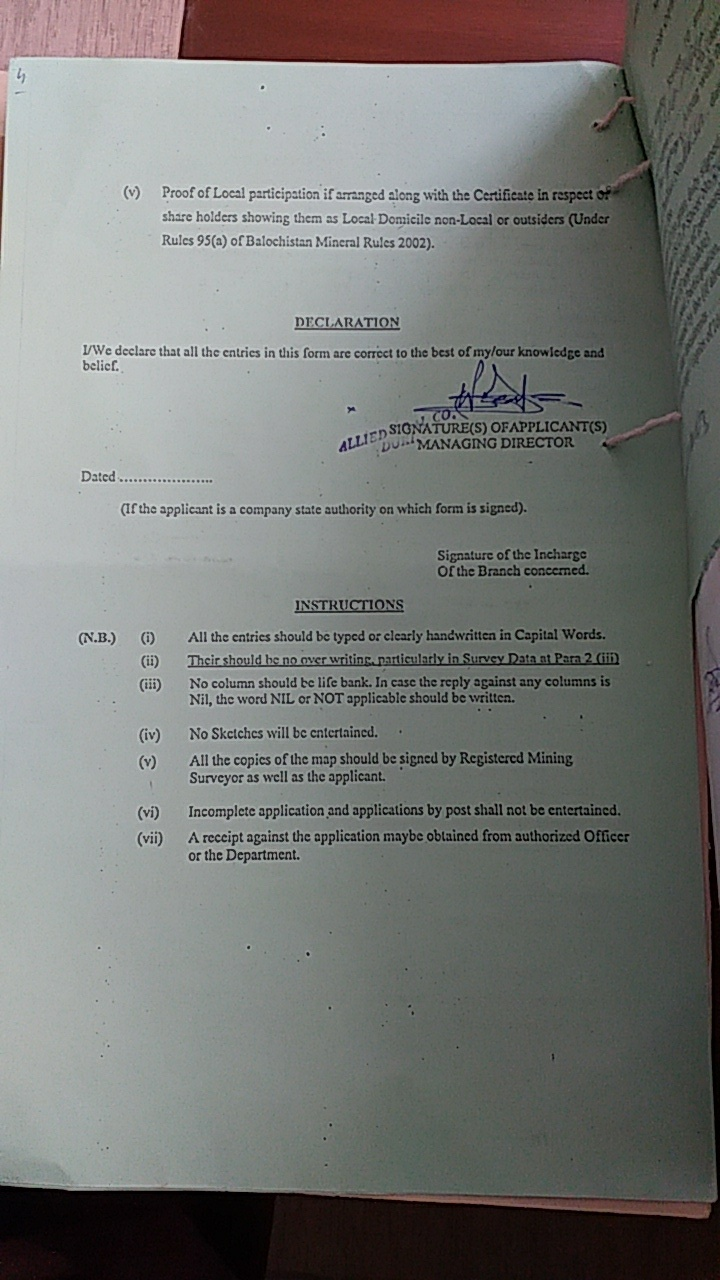 (v) Proof of Local participation if arranged along with the Certificate in respect of
share holders showing them as Local Domicile non-Local or outsiders (Under
Rules 95(a) of Balochistan Mineral Rules 2002).
DECLARATION
I/We declare that all the entries in this form are correct to the best of my/our knowledge and
belief.
CO.
ALLIED
SIGNATURE(S) OFAPPLICANT(S)
MANAGING DIRECTOR
Dated ....................
(If the applicant is a company state authority on which form is signed).
Signature of the Incharge
Of the Branch concerned.
INSTRUCTIONS
(N.B.) (i) All the entries should be typed or clearly handwritten in Capital Words.
(ii) Their should be no over writing, particularly in Survey Data at Para 2 (iii)
(iii) No column should be life bank. In case the reply against any columns is
Nil, the word NIL or NOT applicable should be written.
(iv) No Sketches will be entertained.
(v) All the copies of the map should be signed by Registered Mining
Surveyor as well as the applicant.
(vi) Incomplete application and applications by post shall not be entertained.
(vii) A receipt against the application maybe obtained from authorized Officer
or the Department.